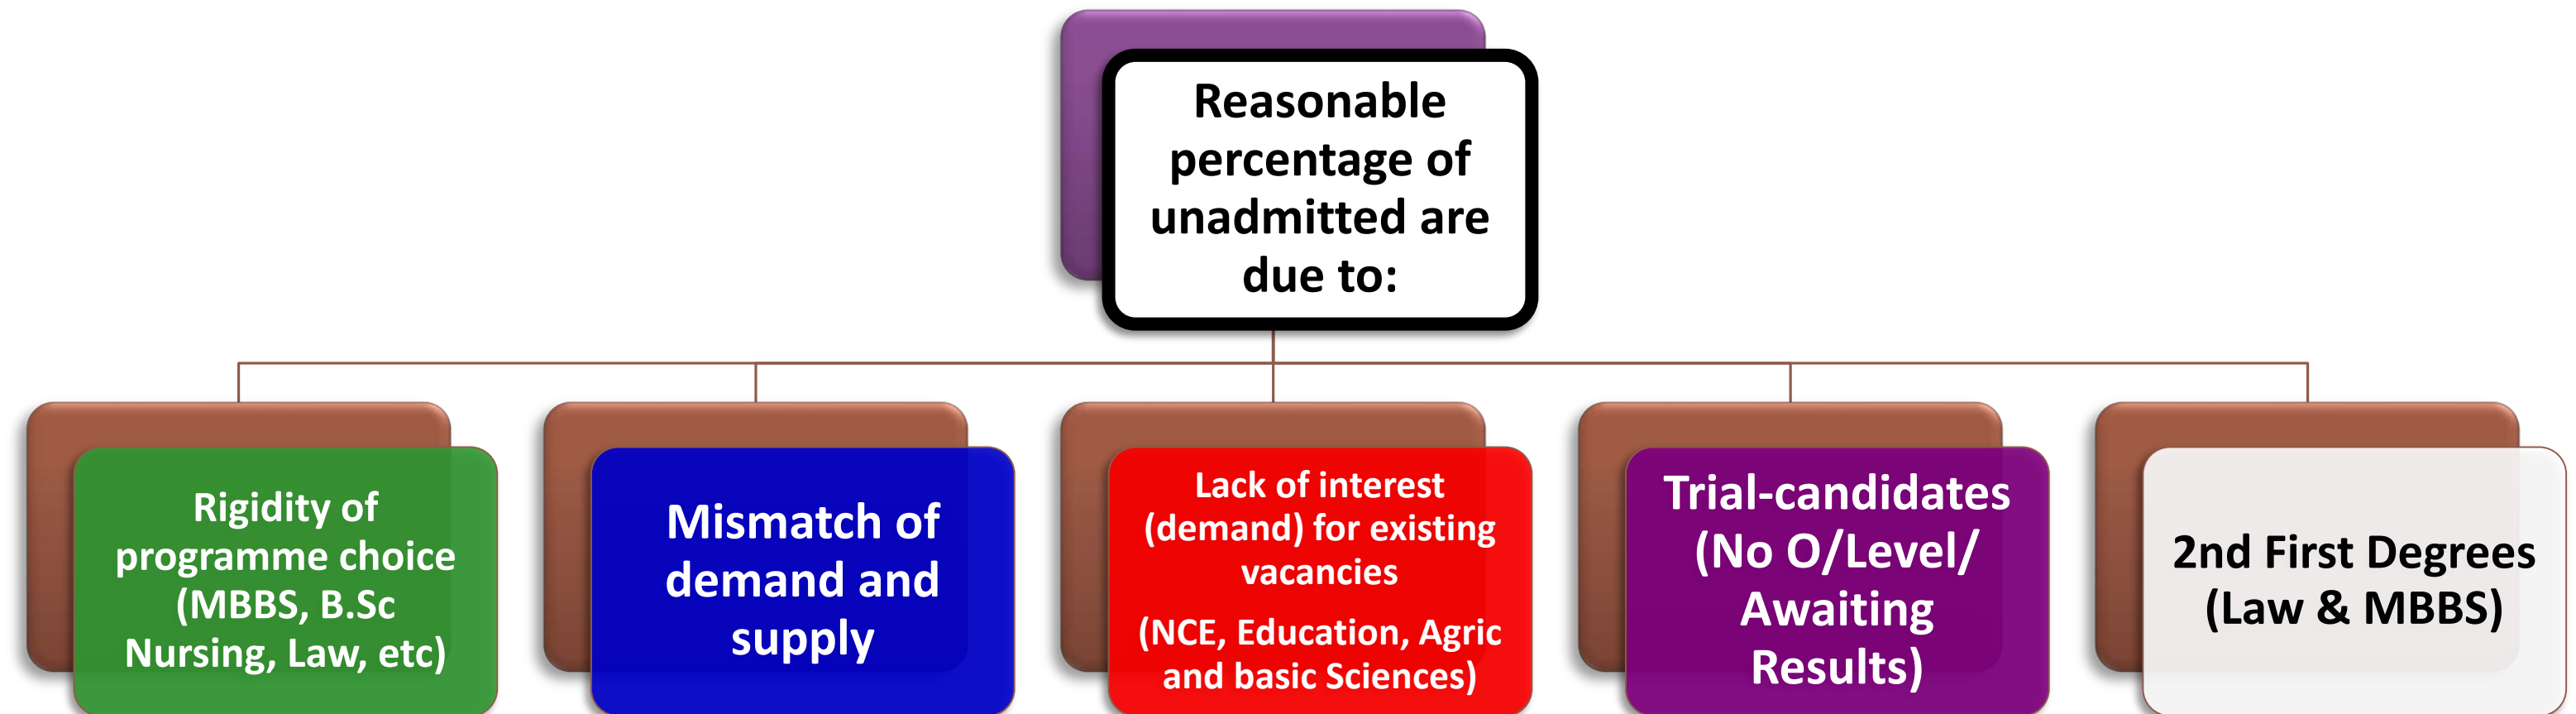 Reasonable
percentage of
unadmitted are
due to:
Rigidity of
programme choice
(MBBS, B.Sc
Nursing, Law, etc)
Mismatch of
demand and
supply
Lack of interest
(demand) for existing
vacancies
(NCE, Education, Agric
and basic Sciences)
Trial-candidates
(No O/Level/
Awaiting
Results)
2nd First Degrees
(Law & MBBS)